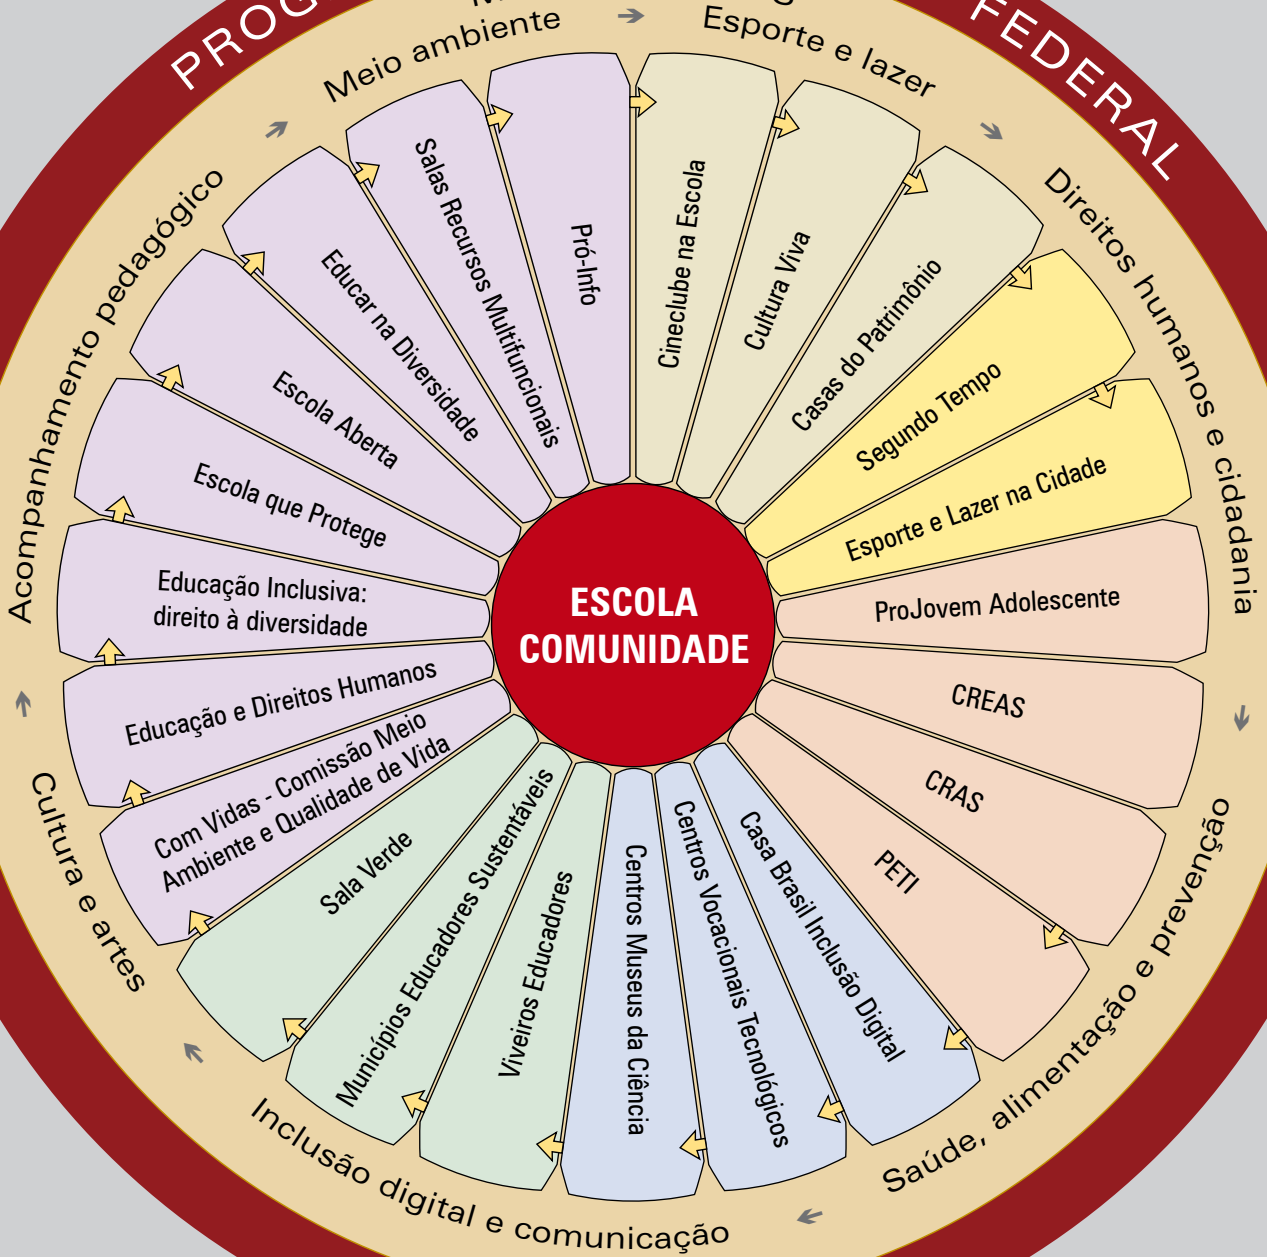 PROG
FEDERAL
Meio ambiente
Esporte e lazer
Direitos humanos e cidadania
Saúde, alimentação e prevenção
Inclusão digital e comunicação
Cultura e artes
Acompanhamento pedagógico
Cineclube na Escola
Cultura Viva
Casas do Patrimônio
Segundo Tempo
Esporte e Lazer na Cidade
ProJovem Adolescente
CREAS
CRAS
PETI
Casa Brasil Inclusão Digital
Centros Vocacionais Tecnológicos
Centros Museus da Ciência
Viveiros Educadores
Municípios Educadores Sustentáveis
Sala Verde
Com Vidas - Comissão Meio
Ambiente e Qualidade de Vida
Educação e Direitos Humanos
Educação Inclusiva:
direito à diversidade
Escola que Protege
Escola Aberta
Educar na Diversidade
Salas Recursos Multifuncionais
Pró-Info
ESCOLA
COMUNIDADE